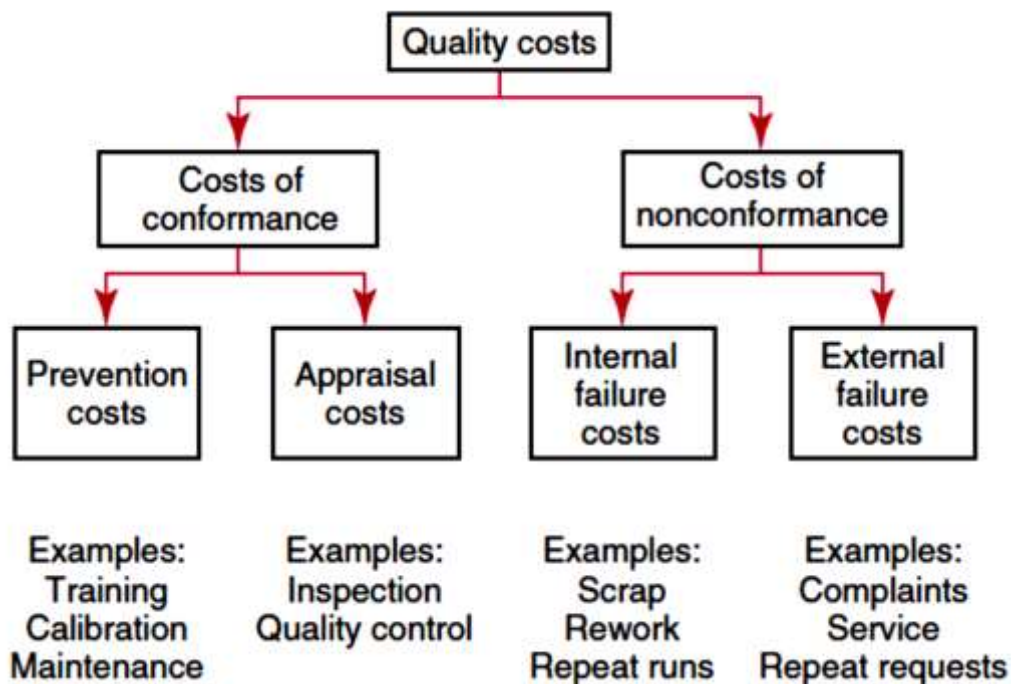 Quality costs
Costs of
conformance
Costs of
nonconformance
Prevention
costs
Appraisal
costs
Internal
failure
costs
External
failure
costs
Examples:
Training
Calibration
Maintenance
Examples:
Inspection
Quality control
Examples:
Scrap
Rework
Repeat runs
Examples:
Complaints
Service
Repeat requests